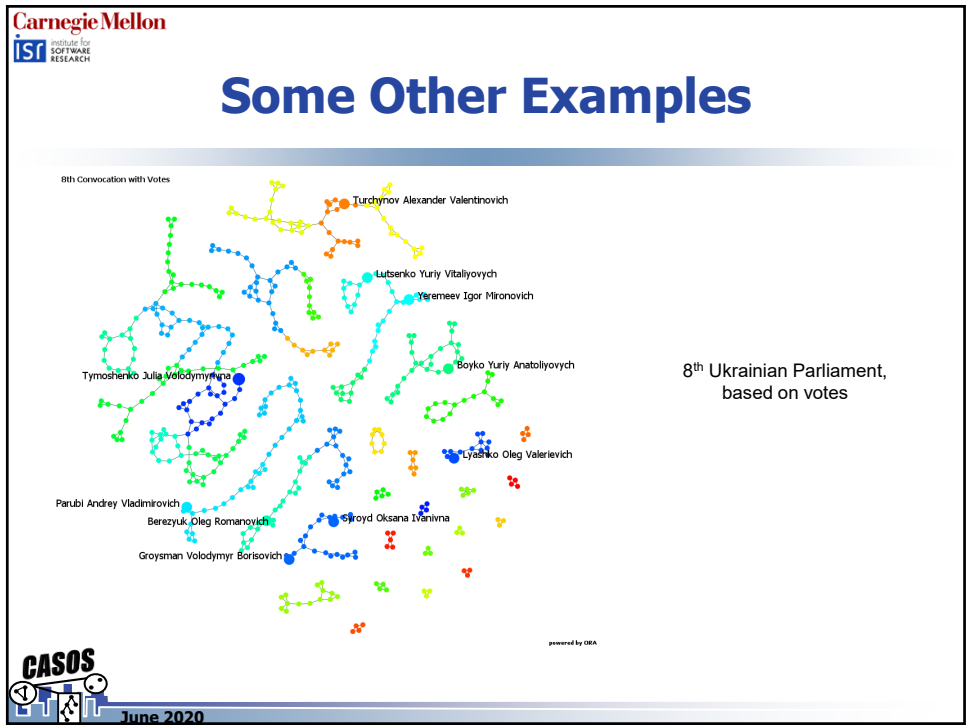 Carnegie Mellon
isr institute for
SOFTWARE
RESEARCH
Some Other Examples
8th Convocation with Votes
Turchynov Alexander Valentinovich
Lutsenko Yuriy Vitaliyovych
Yeremeev Igor Mironovich
Boyko Yuriy Anatoliyovych
Tymoshenko Julia Volodymyrivna
Lyashko Oleg Valerievich
Parubi Andrey Vladimirovich
Berezyuk Oleg Romanovich
Syroyd Oksana Ivanivna
Groysman Volodymyr Borisovich
powered by ORA
8th Ukrainian Parliament,
based on votes
CASOS
June 2020